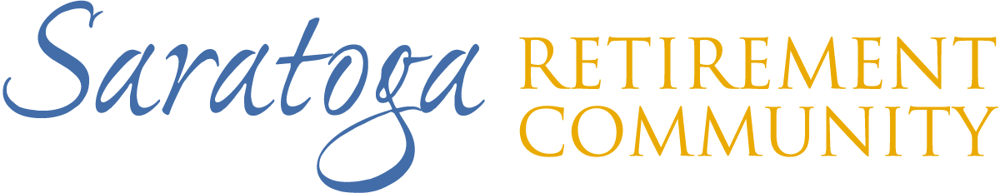 Saratoga RETIREMENT
COMMUNITY